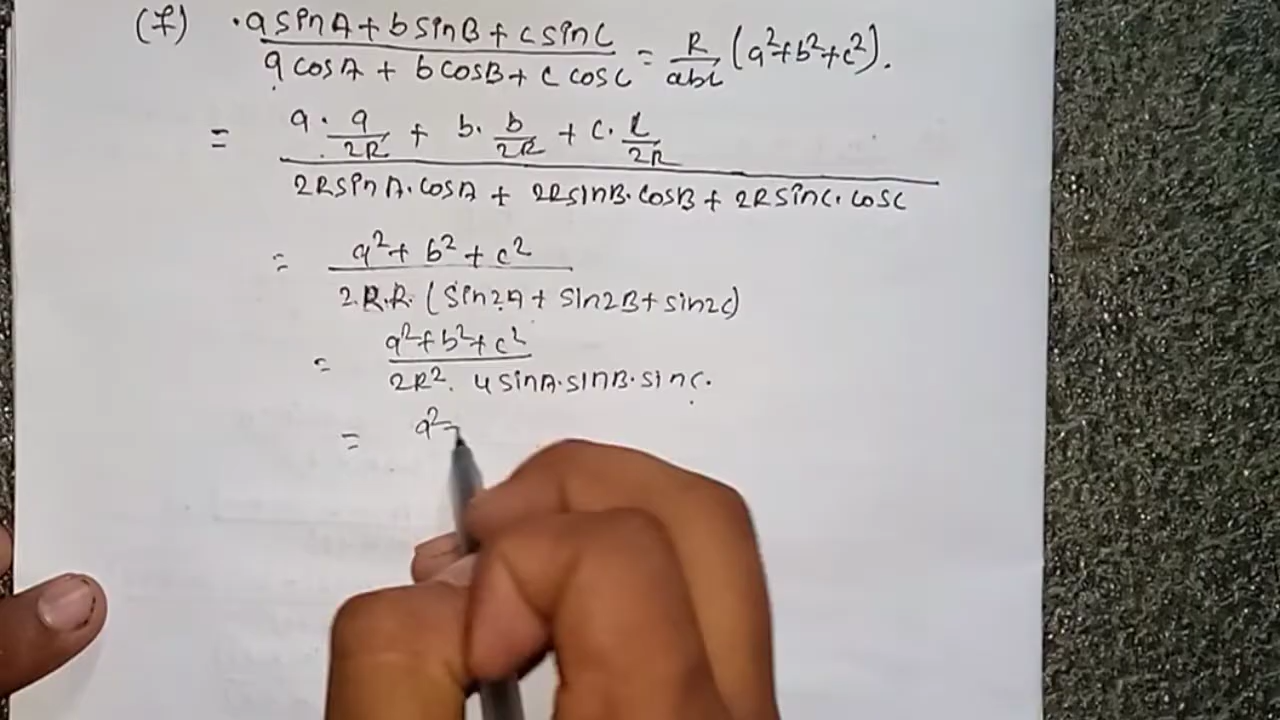 (f) a sinA + b sinB + c sinC / a cosA + b cosB + c cosC = R/abc (a²+b²+c²).
= a · a/2R + b · b/2R + c · c/2R / 2R sinA·cosA + 2R sinB·cosB + 2R sinC·cosC
= a² + b² + c² / 2.R.R. (sin2A + sin2B + sin2C)
= a²+b²+c² / 2R². 4 sinA·sinB·sinC.
= a²